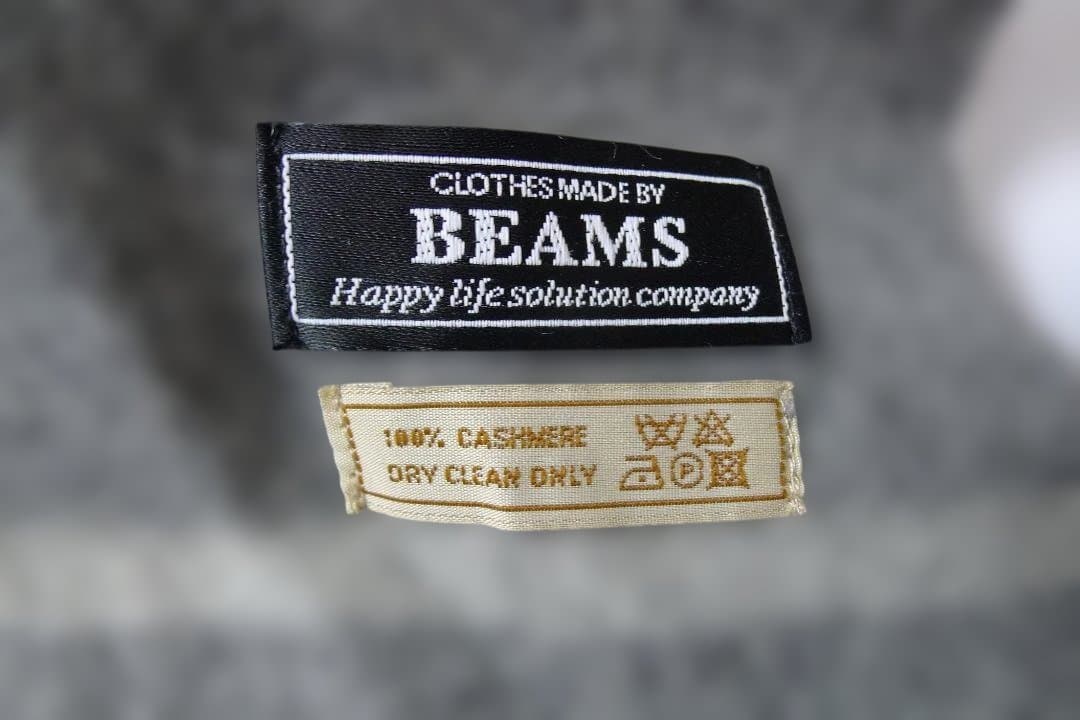 CLOTHES MADE BY
BEAMS
Happy life solution company
100% CASHMERE
DRY CLEAN ONLY
P